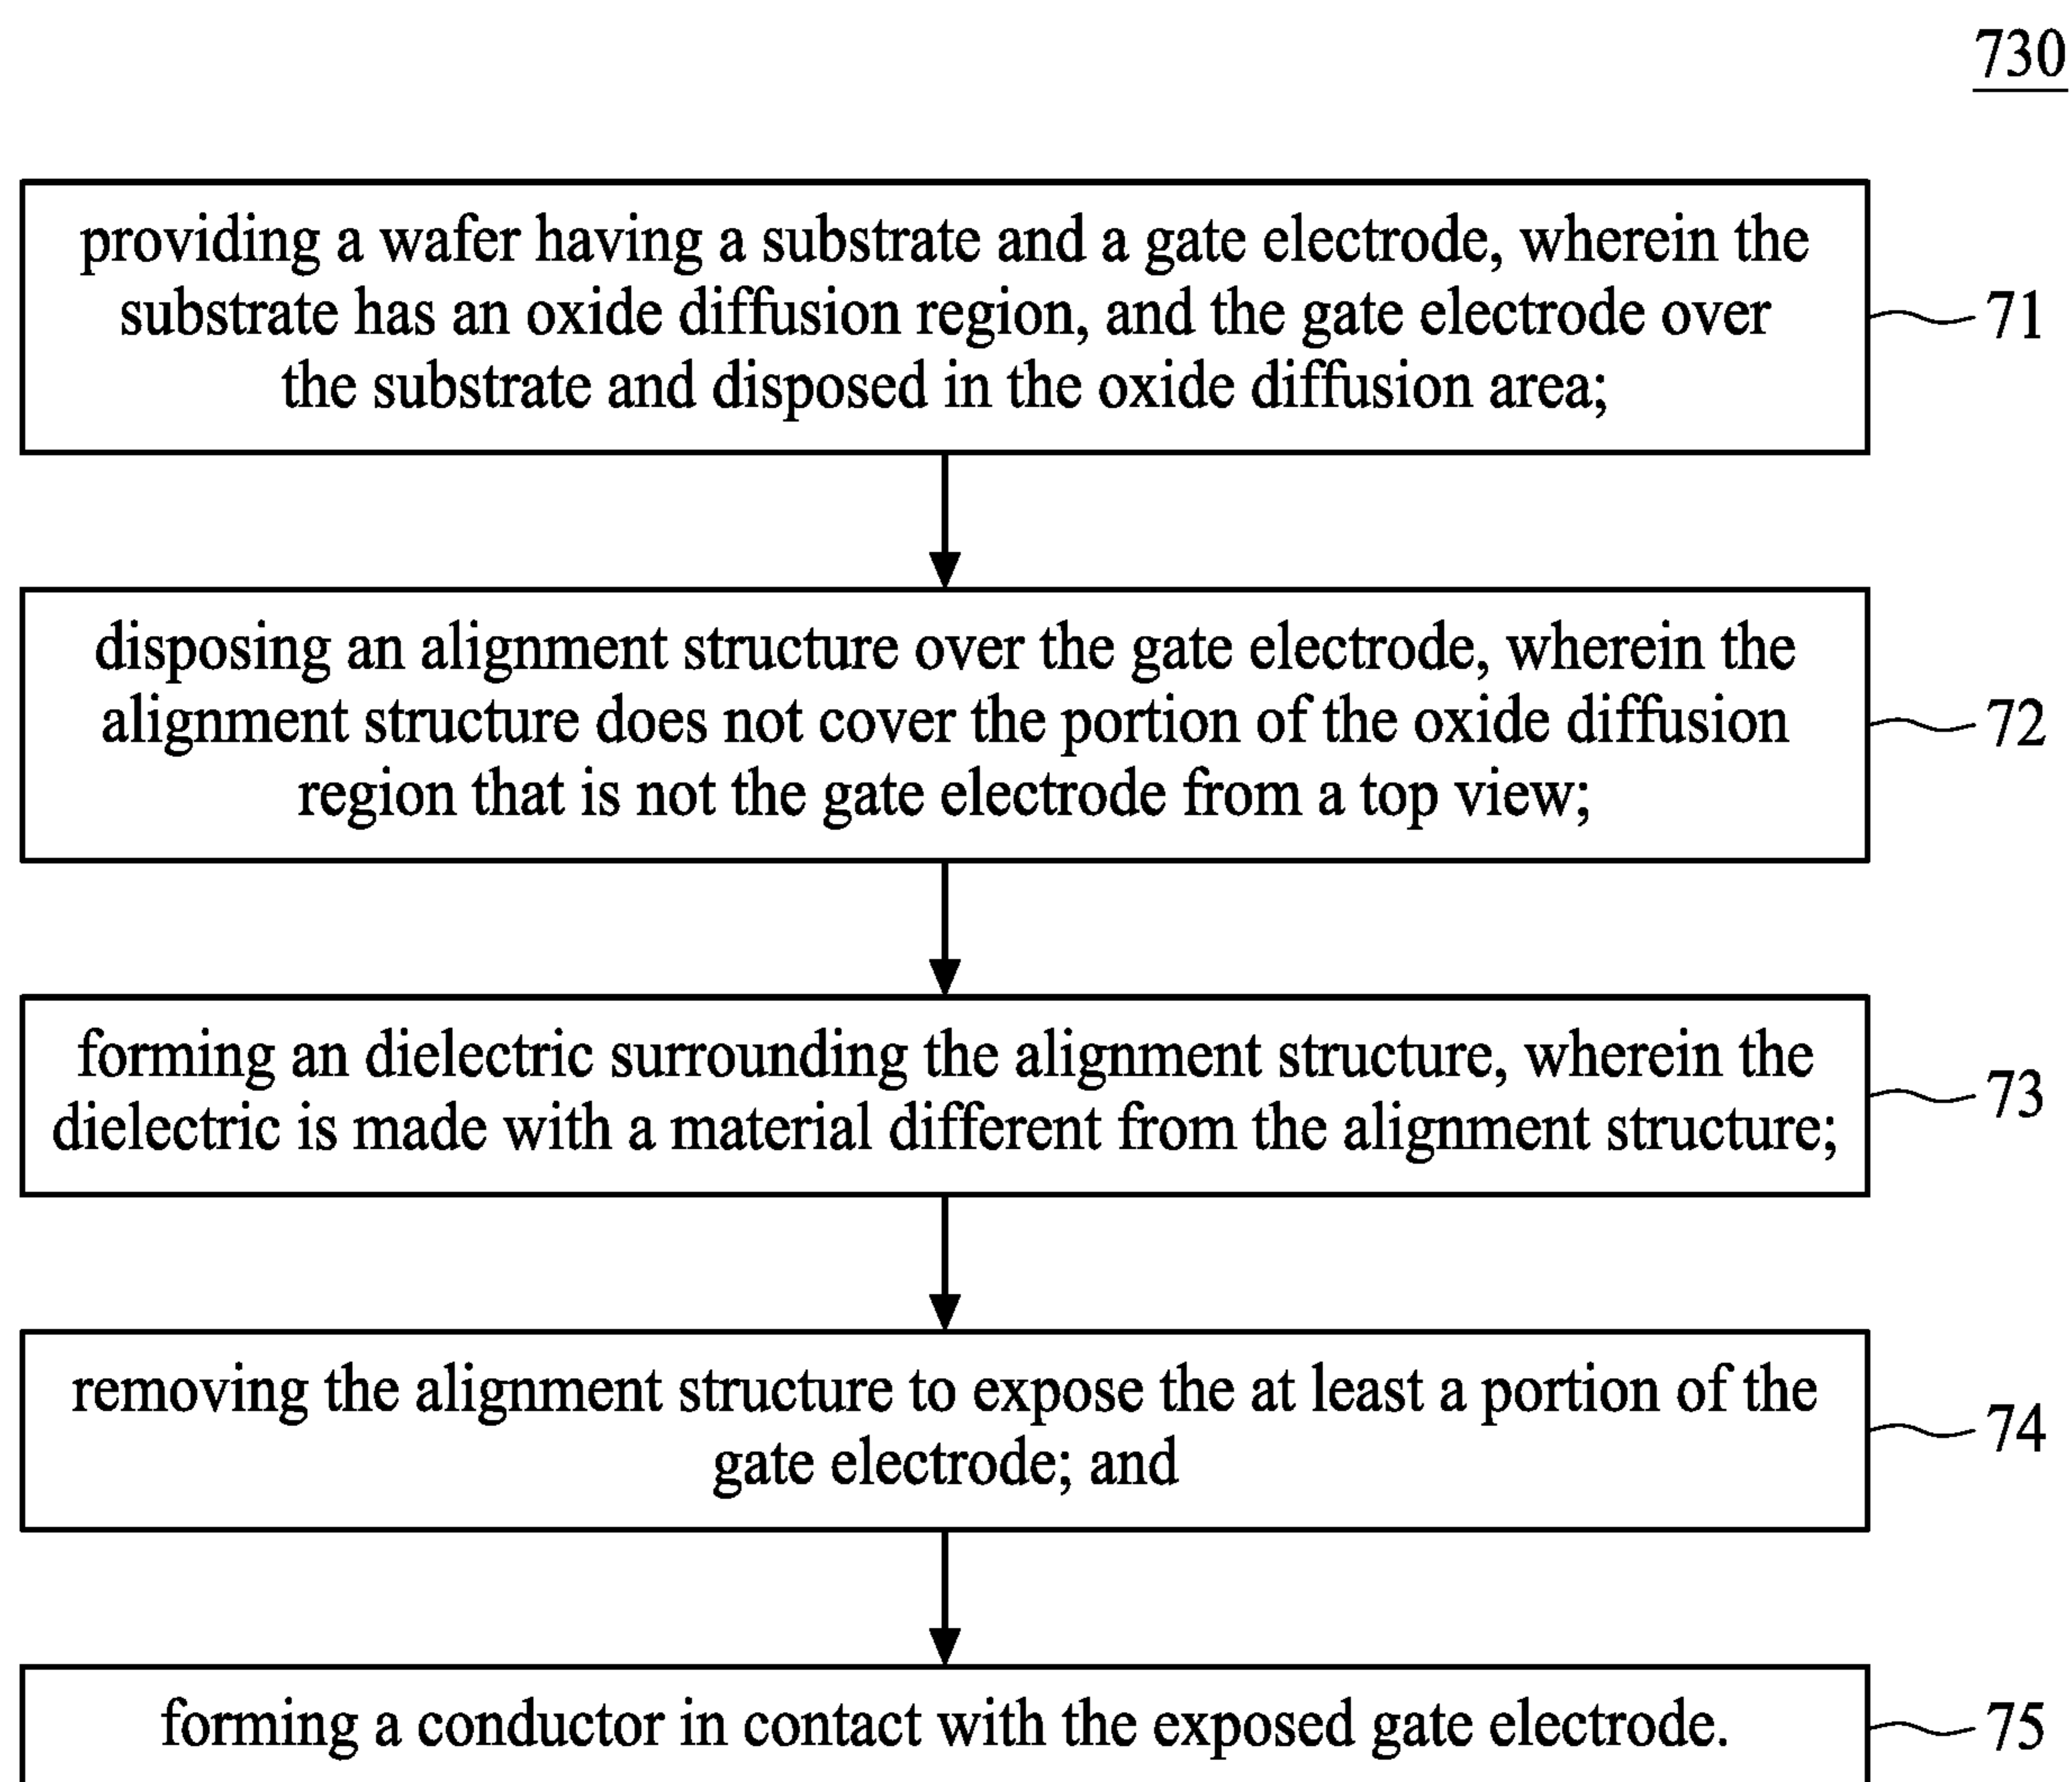 730
providing a wafer having a substrate and a gate electrode, wherein the
substrate has an oxide diffusion region, and the gate electrode over
the substrate and disposed in the oxide diffusion area;
71
disposing an alignment structure over the gate electrode, wherein the
alignment structure does not cover the portion of the oxide diffusion
region that is not the gate electrode from a top view;
72
forming an dielectric surrounding the alignment structure, wherein the
dielectric is made with a material different from the alignment structure;
73
removing the alignment structure to expose the at least a portion of the
gate electrode; and
74
forming a conductor in contact with the exposed gate electrode.
75